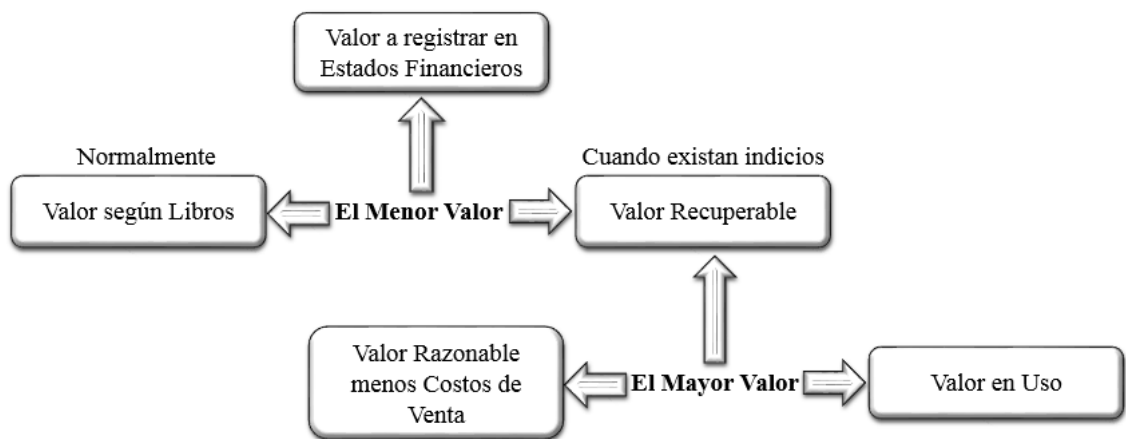 Valor a registrar en
Estados Financieros
Normalmente
Cuando existan indicios
Valor según Libros
El Menor Valor
Valor Recuperable
Valor Razonable
menos Costos de
Venta
El Mayor Valor
Valor en Uso